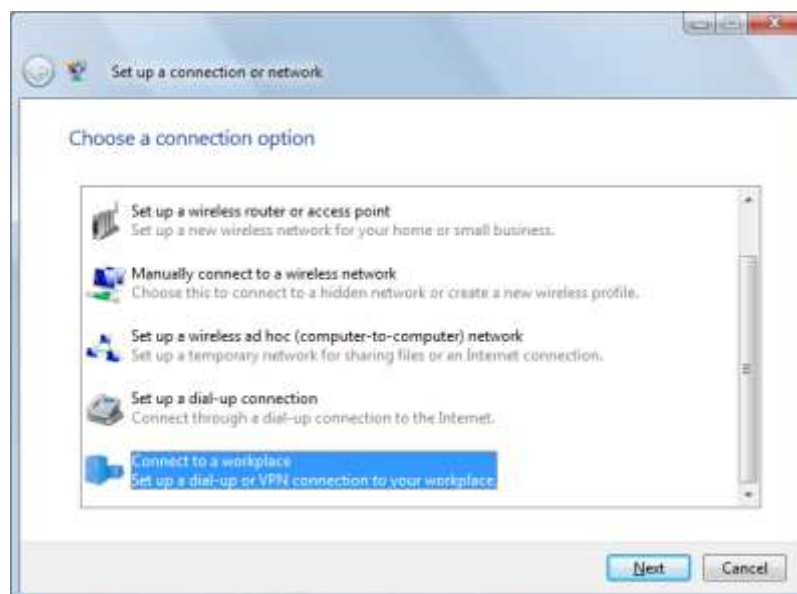 Set up a connection or network
Choose a connection option
Set up a wireless router or access point
Set up a new wireless network for your home or small business.
Manually connect to a wireless network
Choose this to connect to a hidden network or create a new wireless profile.
Set up a wireless ad hoc (computer-to-computer) network
Set up a temporary network for sharing files or an Internet connection.
Set up a dial-up connection
Connect through a dial-up connection to the Internet.
Connect to a workplace
Set up a dial-up or VPN connection to your workplace.
Next Cancel